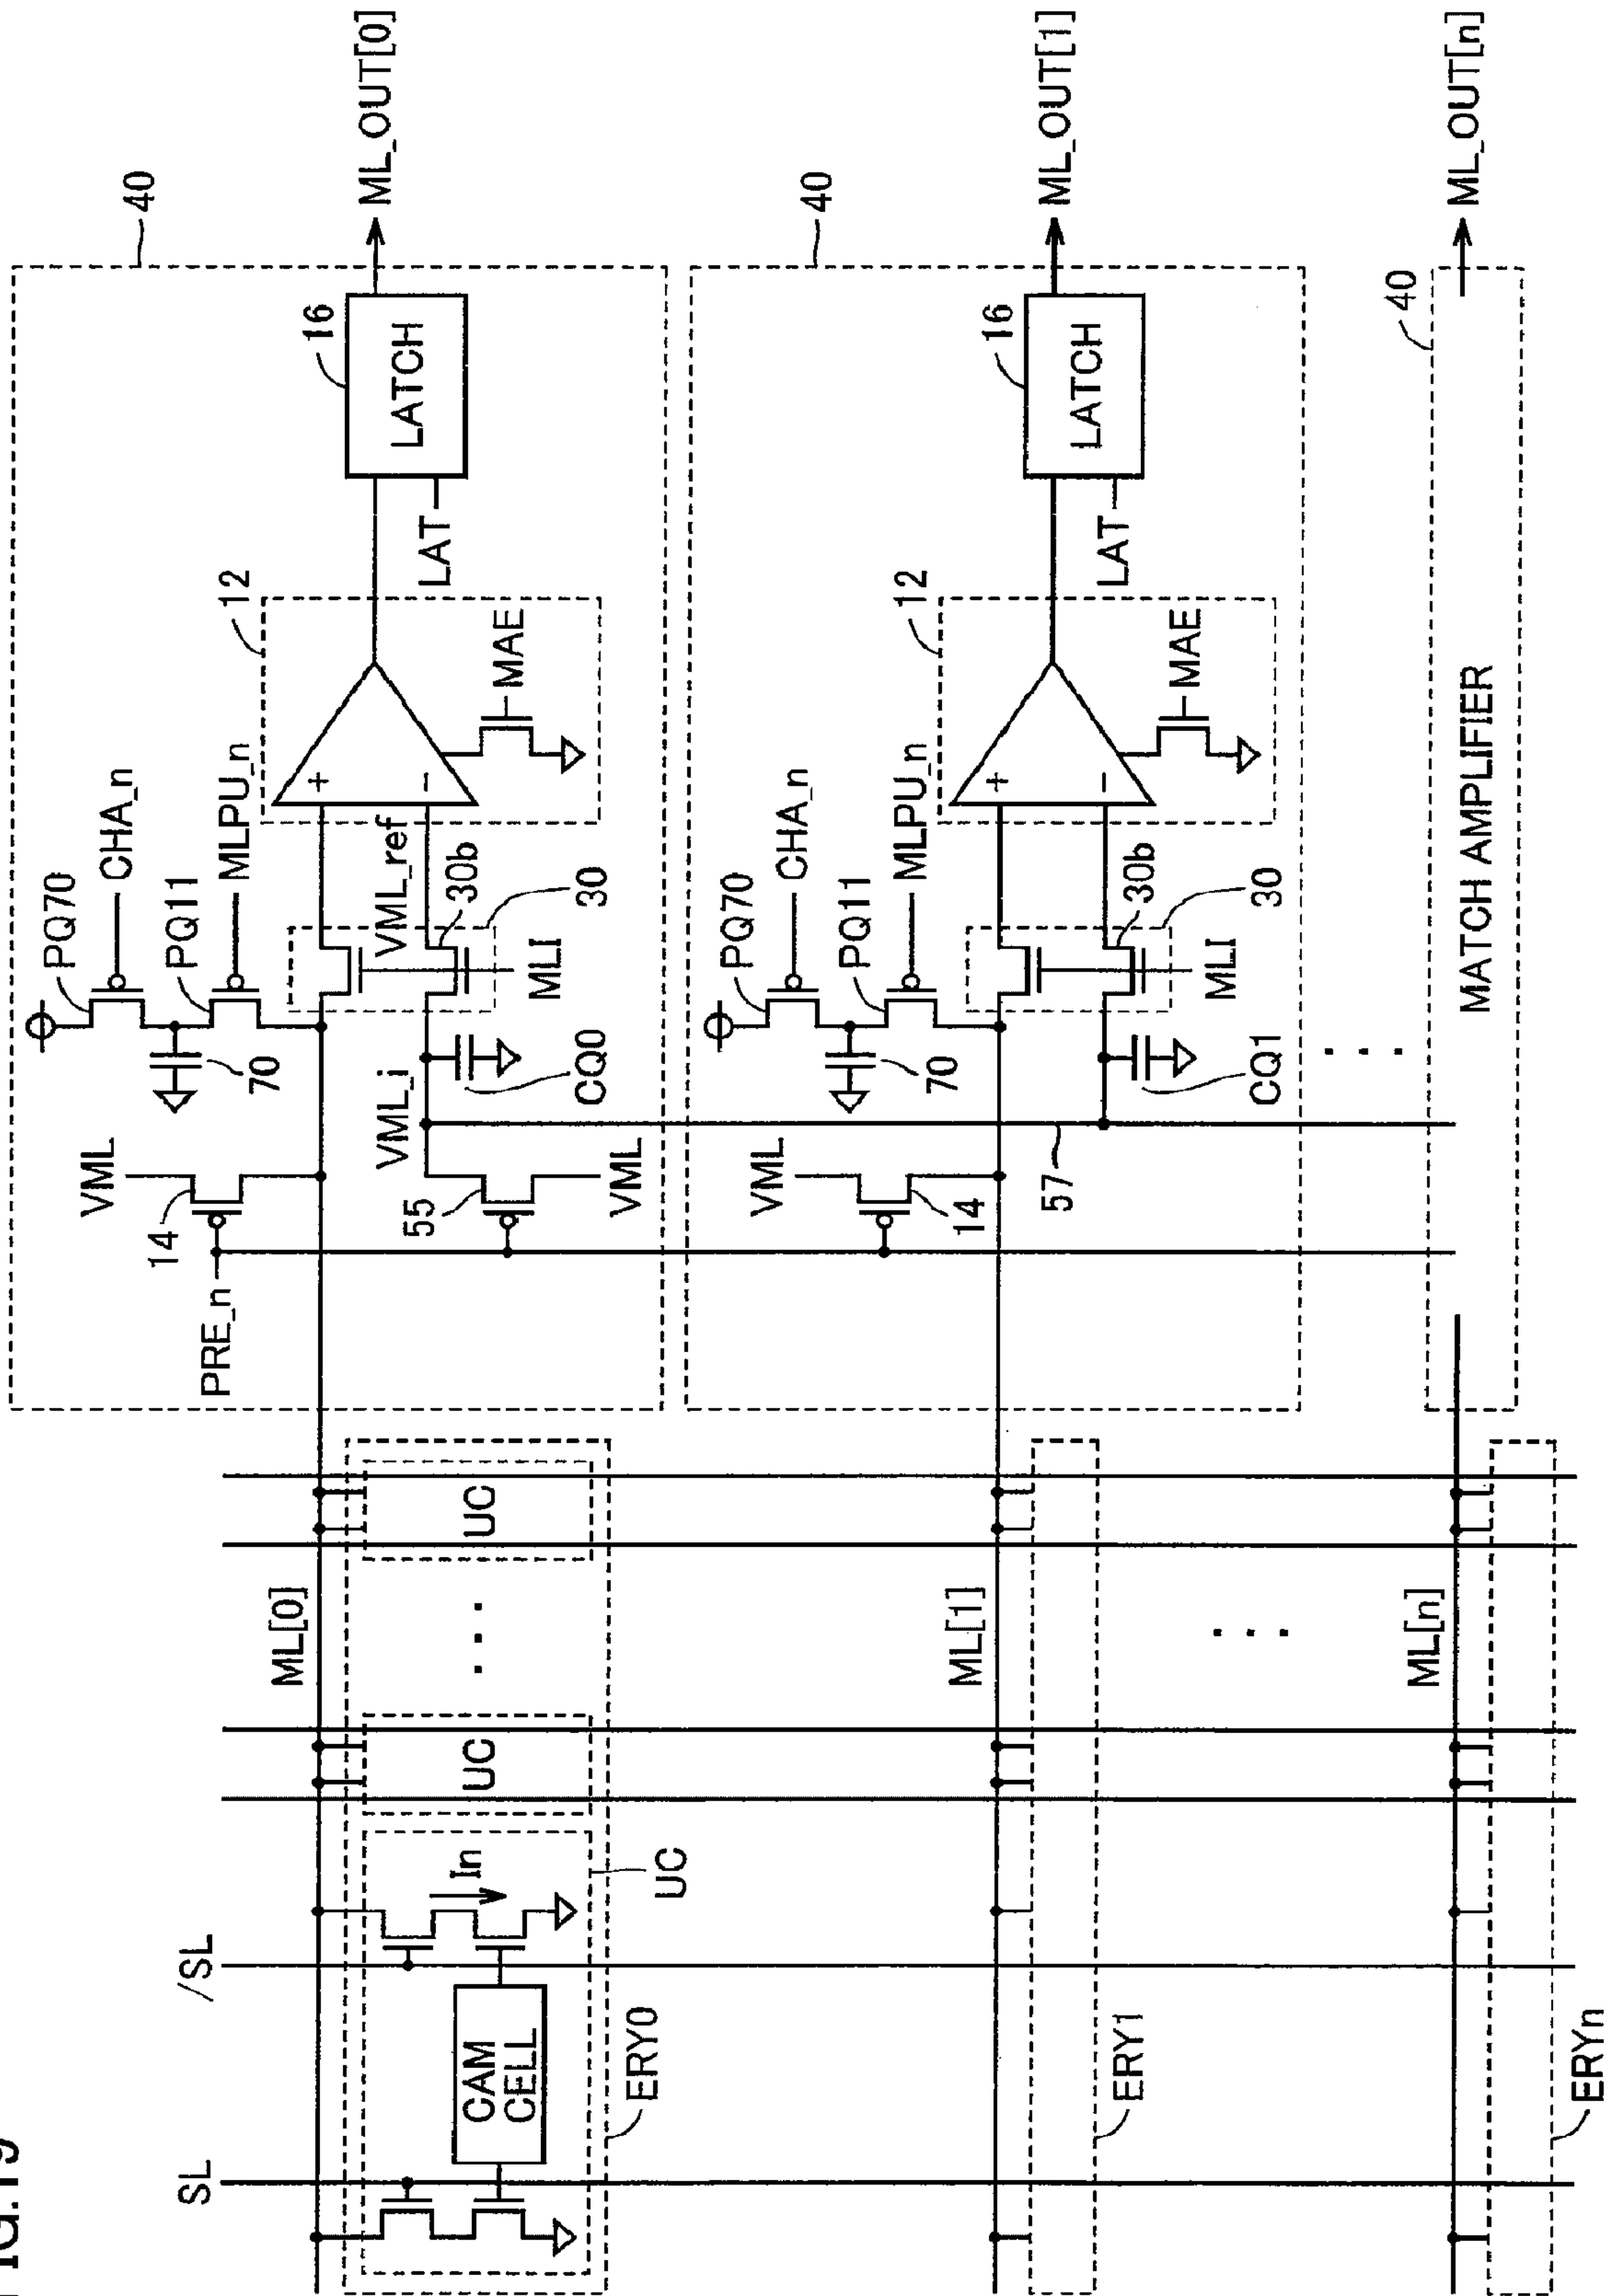 FIG.19
SL
/SL
ML[0]
CAM
CELL
In
UC
UC
UC
ERY0
PRE_n
14
VML
55
VML
VML_i
CQ0
70
PQ70
CHA_n
PQ11
MLPU_n
VML_ref
30b
30
MLI
+
−
12
MAE
LAT
16
LATCH
40
ML_OUT[0]
ML[1]
ERY1
VML
14
57
CQ1
70
PQ70
CHA_n
PQ11
MLPU_n
30b
30
MLI
+
−
12
MAE
LAT
16
LATCH
40
ML_OUT[1]
ML[n]
ERYn
MATCH AMPLIFIER
40
ML_OUT[n]